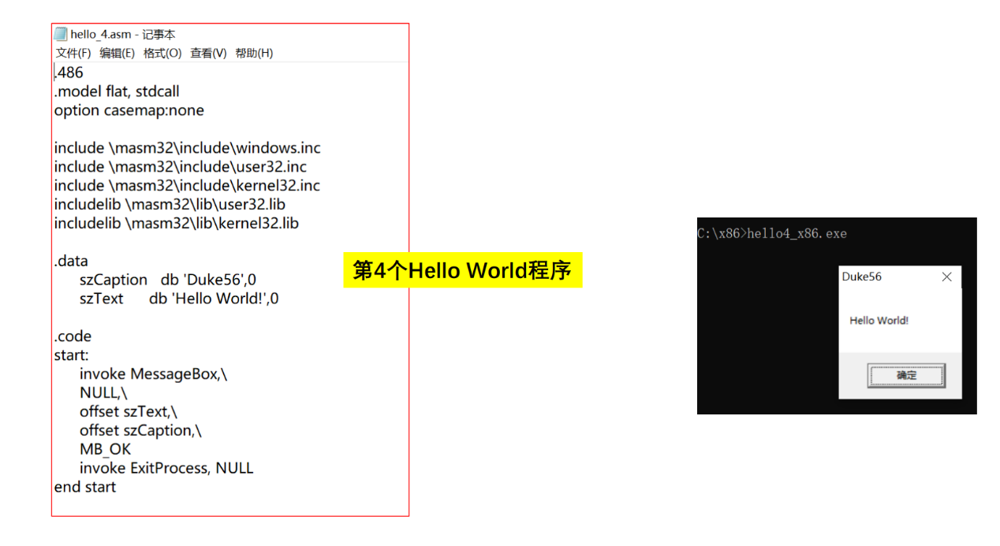 hello_4.asm - 记事本
文件(F) 编辑(E) 格式(O) 查看(V) 帮助(H)
.486
.model flat, stdcall
option casemap:none
include \masm32\include\windows.inc
include \masm32\include\user32.inc
include \masm32\include\kernel32.inc
includelib \masm32\lib\user32.lib
includelib \masm32\lib\kernel32.lib
.data
szCaption db 'Duke56',0
szText db 'Hello World!',0
.code
start:
invoke MessageBox,\
NULL,\
offset szText,\
offset szCaption,\
MB_OK
invoke ExitProcess, NULL
end start
第4个Hello World程序
C:\x86>hello4_x86.exe
Duke56
Hello World!
确定